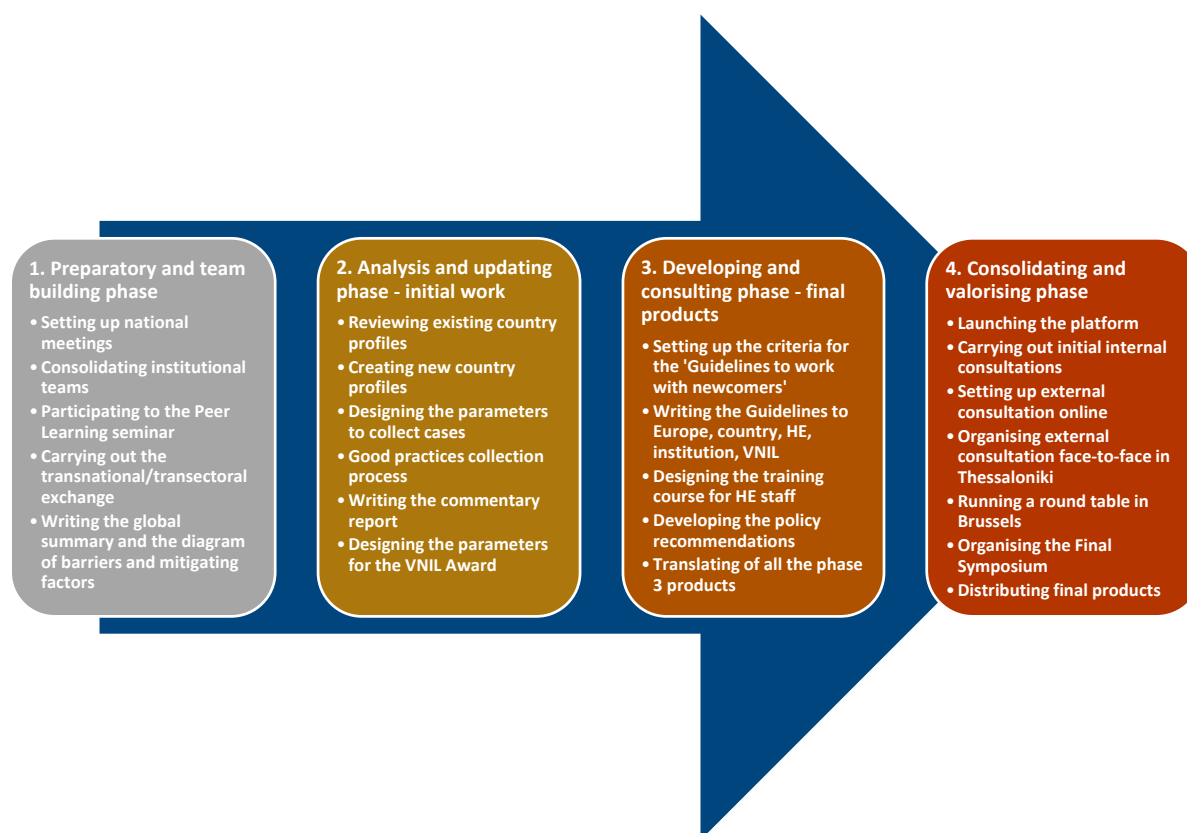 1. Preparatory and team
building phase
• Setting up national
meetings
• Consolidating institutional
teams
• Participating to the Peer
Learning seminar
• Carrying out the
transnational/transectoral
exchange
• Writing the global
summary and the diagram
of barriers and mitigating
factors
2. Analysis and updating
phase - initial work
• Reviewing existing country
profiles
• Creating new country
profiles
• Designing the parameters
to collect cases
• Good practices collection
process
• Writing the commentary
report
• Designing the parameters
for the VNIL Award
3. Developing and
consulting phase - final
products
• Setting up the criteria for
the 'Guidelines to work
with newcomers'
• Writing the Guidelines to
Europe, country, HE,
institution, VNIL
• Designing the training
course for HE staff
• Developing the policy
recommendations
• Translating of all the phase
3 products
4. Consolidating and
valorising phase
• Launching the platform
• Carrying out initial internal
consultations
• Setting up external
consultation online
• Organising external
consultation face-to-face in
Thessaloniki
• Running a round table in
Brussels
• Organising the Final
Symposium
• Distributing final products